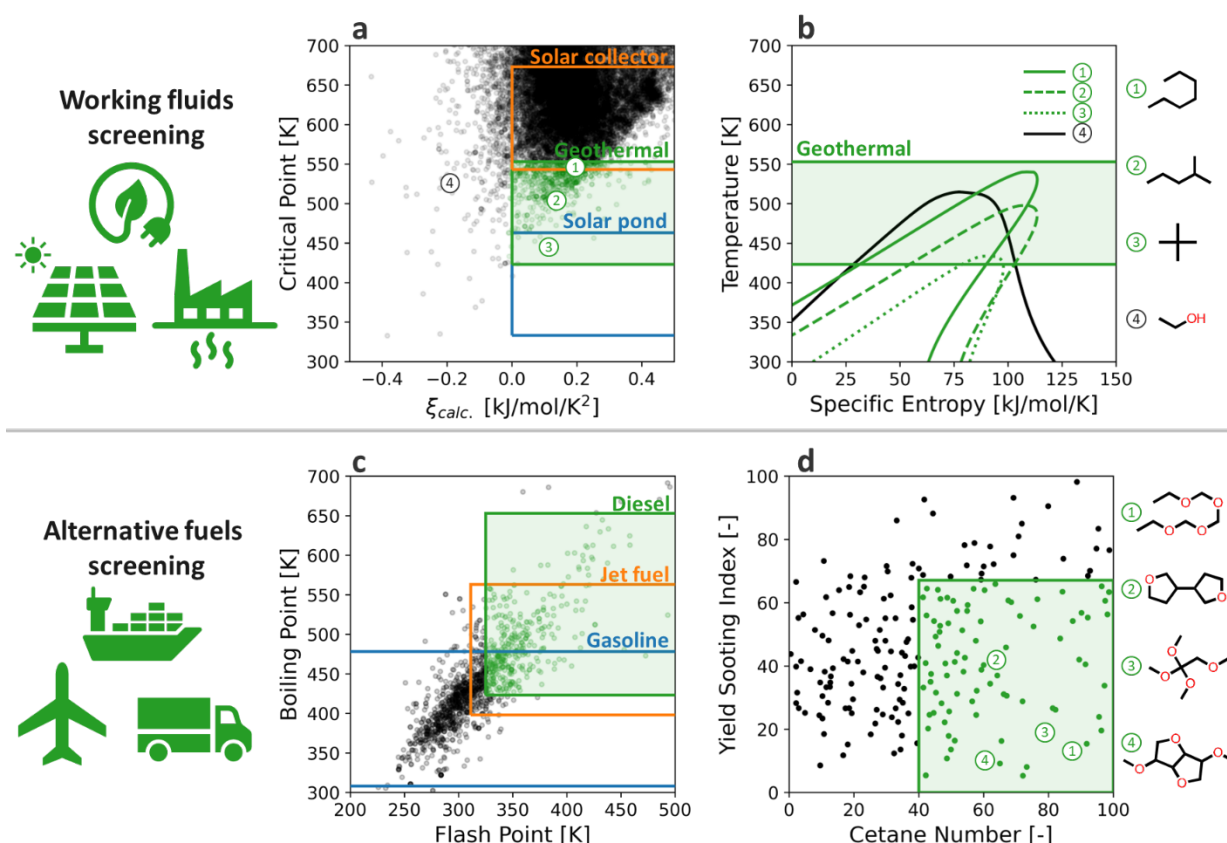 Working fluids
screening
a
Critical Point [K]
700
650
600
550
500
450
400
350
300
Solar collector
Geothermal
Solar pond
1
2
3
4
−0.4 −0.2 0.0 0.2 0.4
ξcalc. [kJ/mol/K²]
b
Temperature [K]
700
650
600
550
500
450
400
350
300
1
2
3
4
Geothermal
0 25 50 75 100 125 150
Specific Entropy [kJ/mol/K]
1
2
3
4
OH
Alternative fuels
screening
c
Boiling Point [K]
700
650
600
550
500
450
400
350
300
Diesel
Jet fuel
Gasoline
200 250 300 350 400 450 500
Flash Point [K]
d
Yield Sooting Index [-]
100
80
60
40
20
0
2
3
1
4
0 20 40 60 80 100
Cetane Number [-]
1
O O
O O
2
O
O
3
O
O O
O
4
O
O O
O